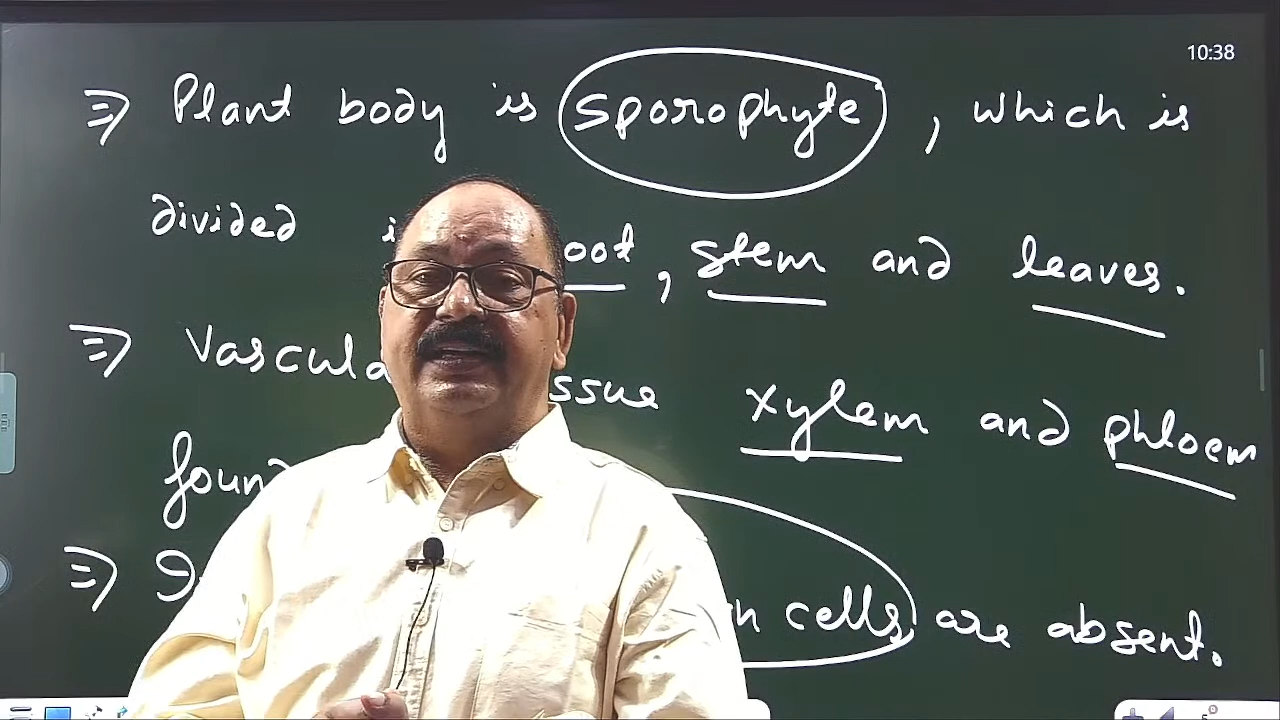 10:38
⇒ Plant body is sporophyte, which is
divided oot, stem and leaves.
⇒ Vascula ssue xylem and phloem
foun
⇒ cells are absent.